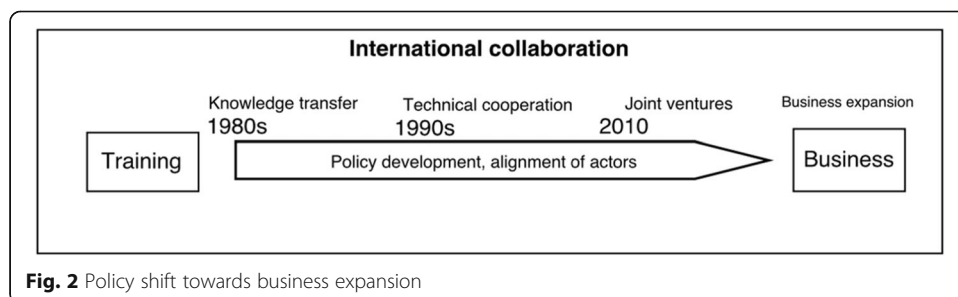 International collaboration
Knowledge transfer
Technical cooperation
Joint ventures
Business expansion
1980s
1990s
2010
Training
Policy development, alignment of actors
Business
Fig. 2 Policy shift towards business expansion